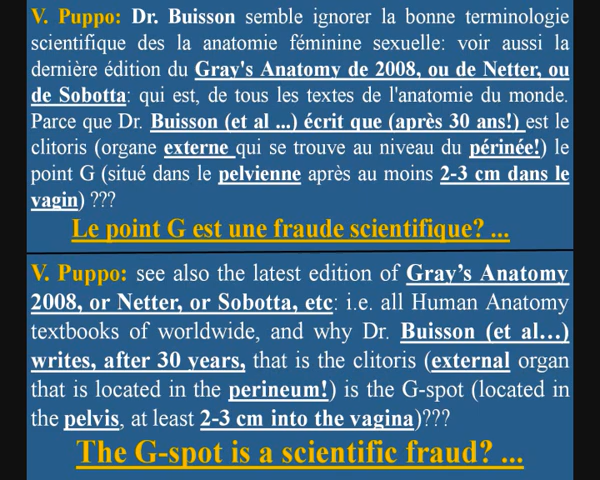 V. Puppo: Dr. Buisson semble ignorer la bonne terminologie
scientifique des la anatomie féminine sexuelle: voir aussi la
dernière édition du Gray's Anatomy de 2008, ou de Netter, ou
de Sobotta: qui est, de tous les textes de l'anatomie du monde.
Parce que Dr. Buisson (et al ...) écrit que (après 30 ans!) est le
clitoris (organe externe qui se trouve au niveau du périnée!) le
point G (situé dans le pelvienne après au moins 2-3 cm dans le
vagin) ???
Le point G est une fraude scientifique? ...
V. Puppo: see also the latest edition of Gray’s Anatomy
2008, or Netter, or Sobotta, etc: i.e. all Human Anatomy
textbooks of worldwide, and why Dr. Buisson (et al…)
writes, after 30 years, that is the clitoris (external organ
that is located in the perineum!) is the G-spot (located in
the pelvis, at least 2-3 cm into the vagina)???
The G-spot is a scientific fraud? ...